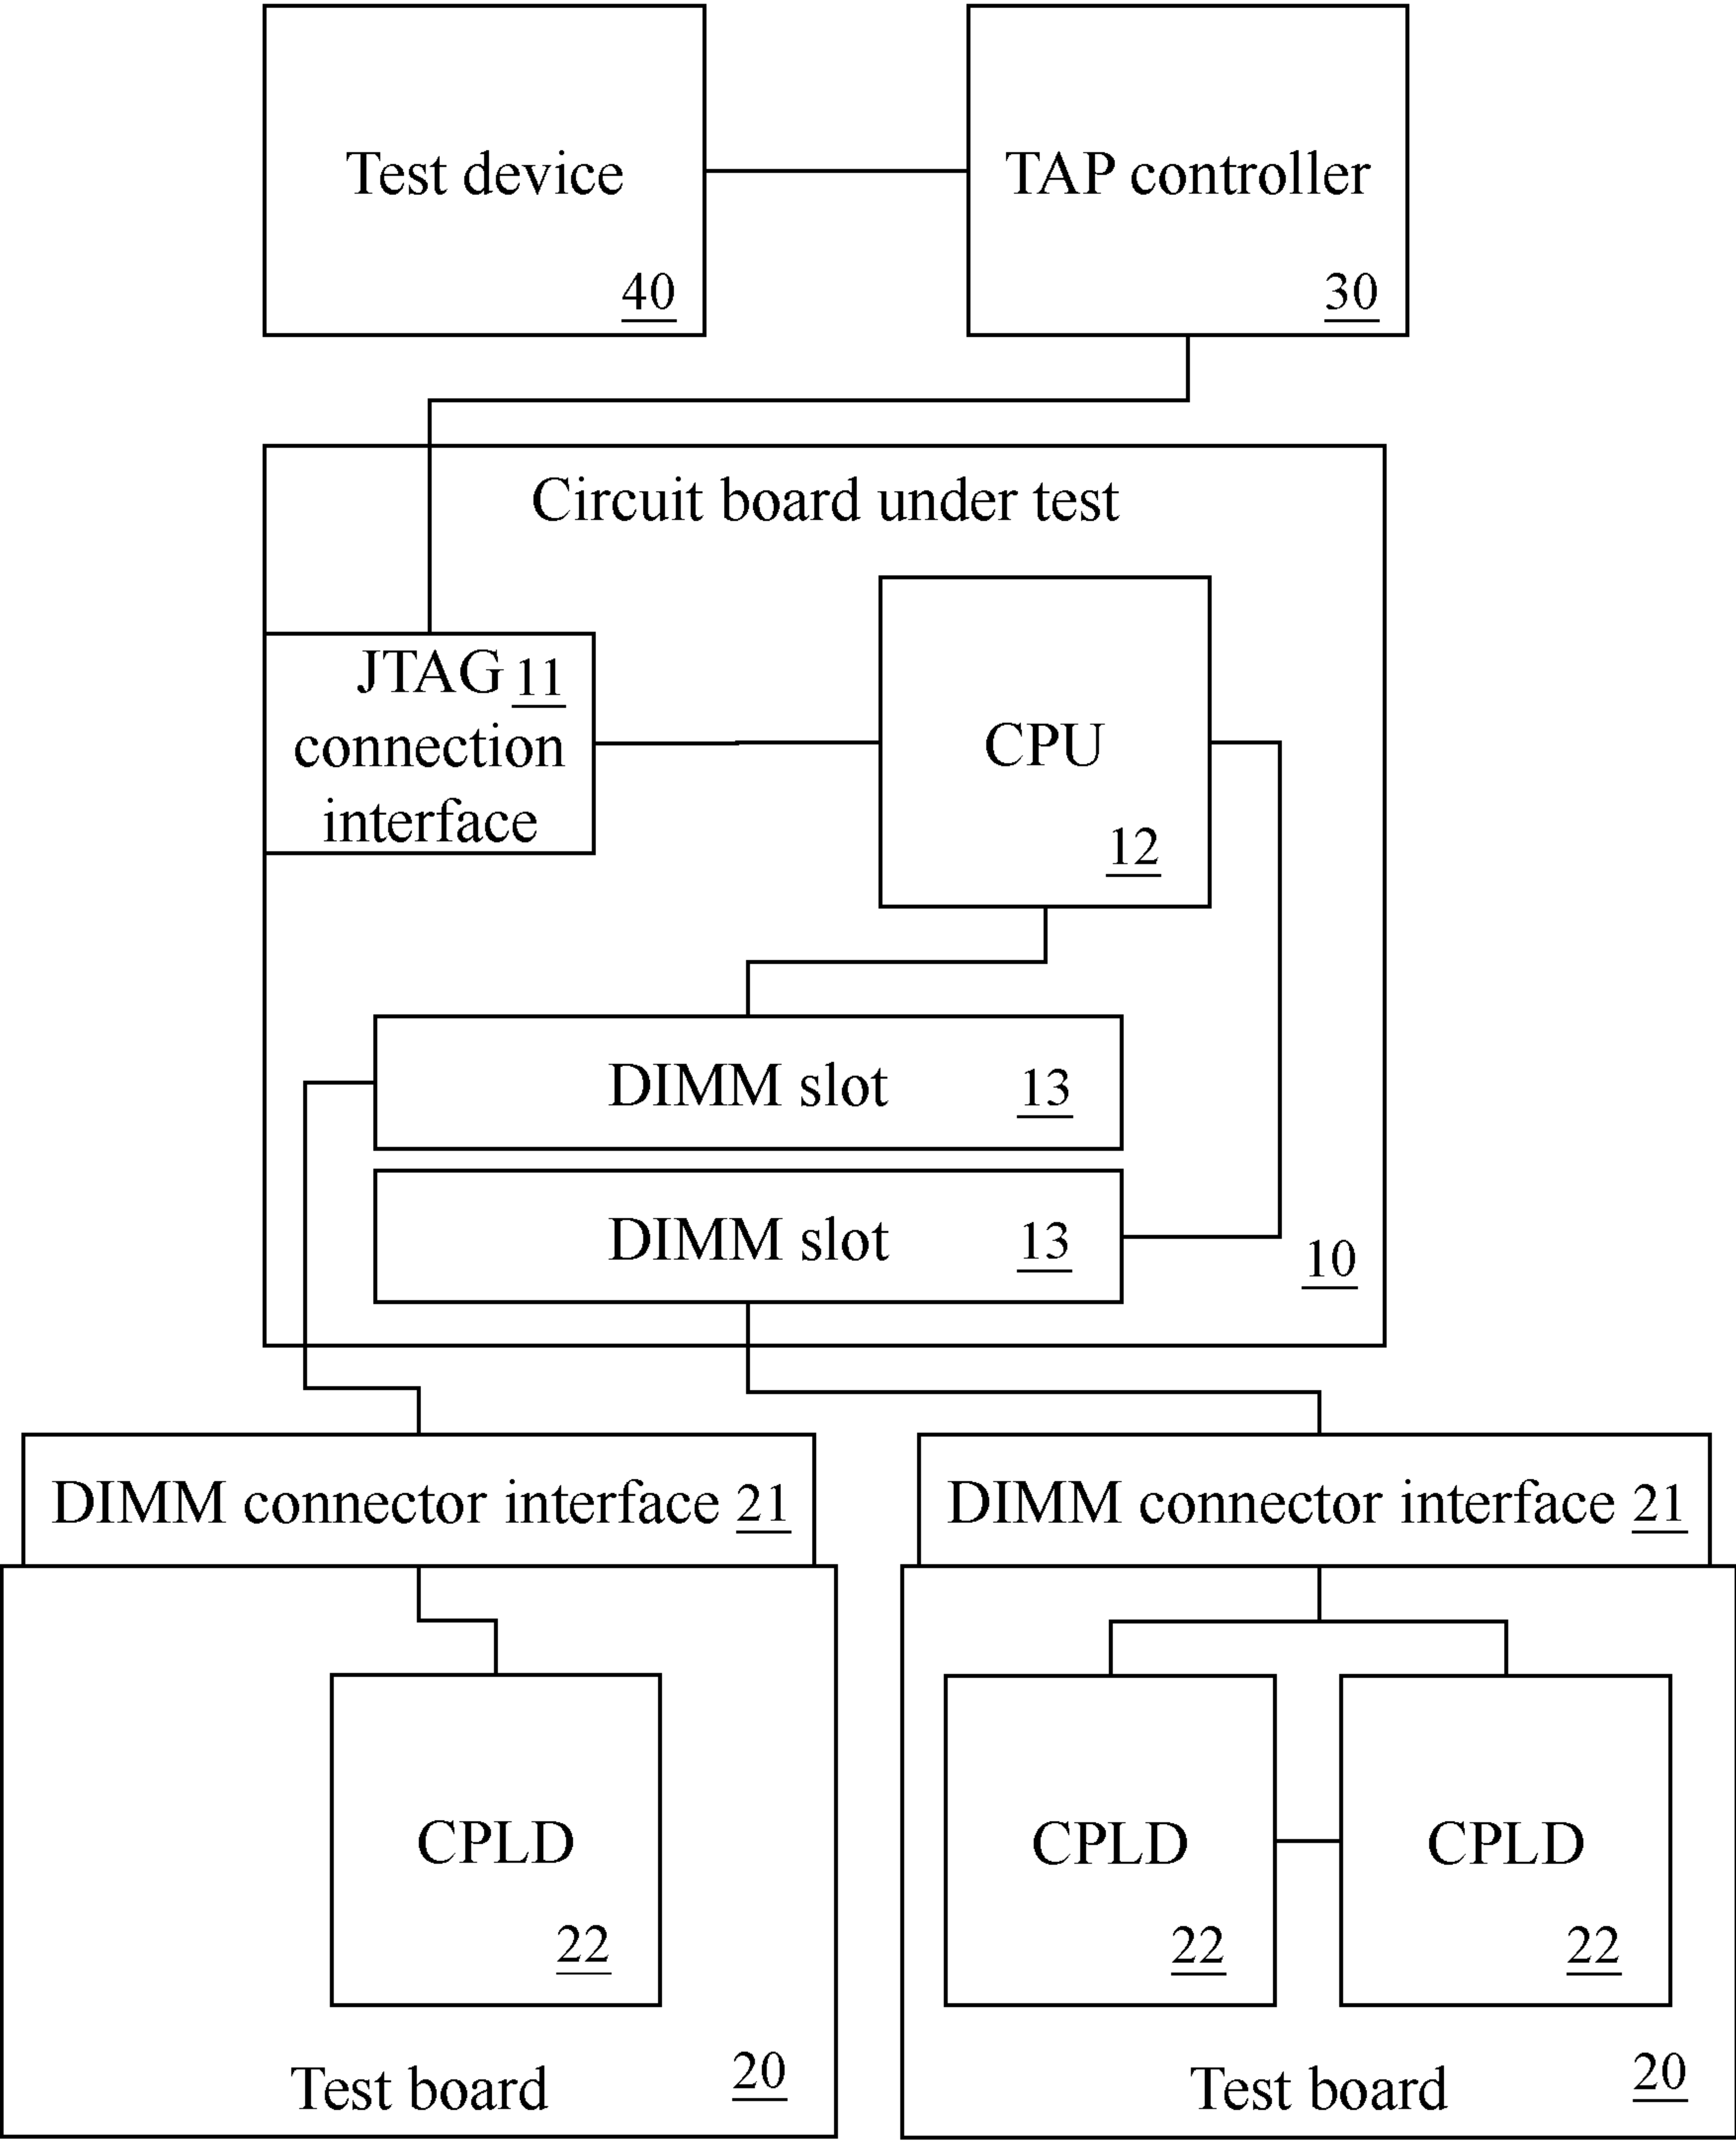 Test device
40
TAP controller
30
Circuit board under test
JTAG 11
connection
interface
CPU
12
DIMM slot 13
DIMM slot 13
10
DIMM connector interface 21
DIMM connector interface 21
CPLD
22
CPLD
22
CPLD
22
Test board 20
Test board 20